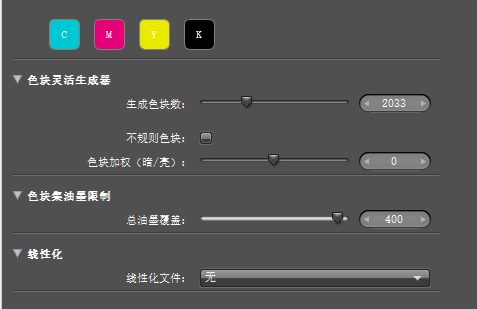 C M Y K
色块灵活生成器
生成色块数： 2033
不规则色块：
色块加权（暗/亮）： 0
色块集油墨限制
总油墨覆盖： 400
线性化
线性化文件： 无